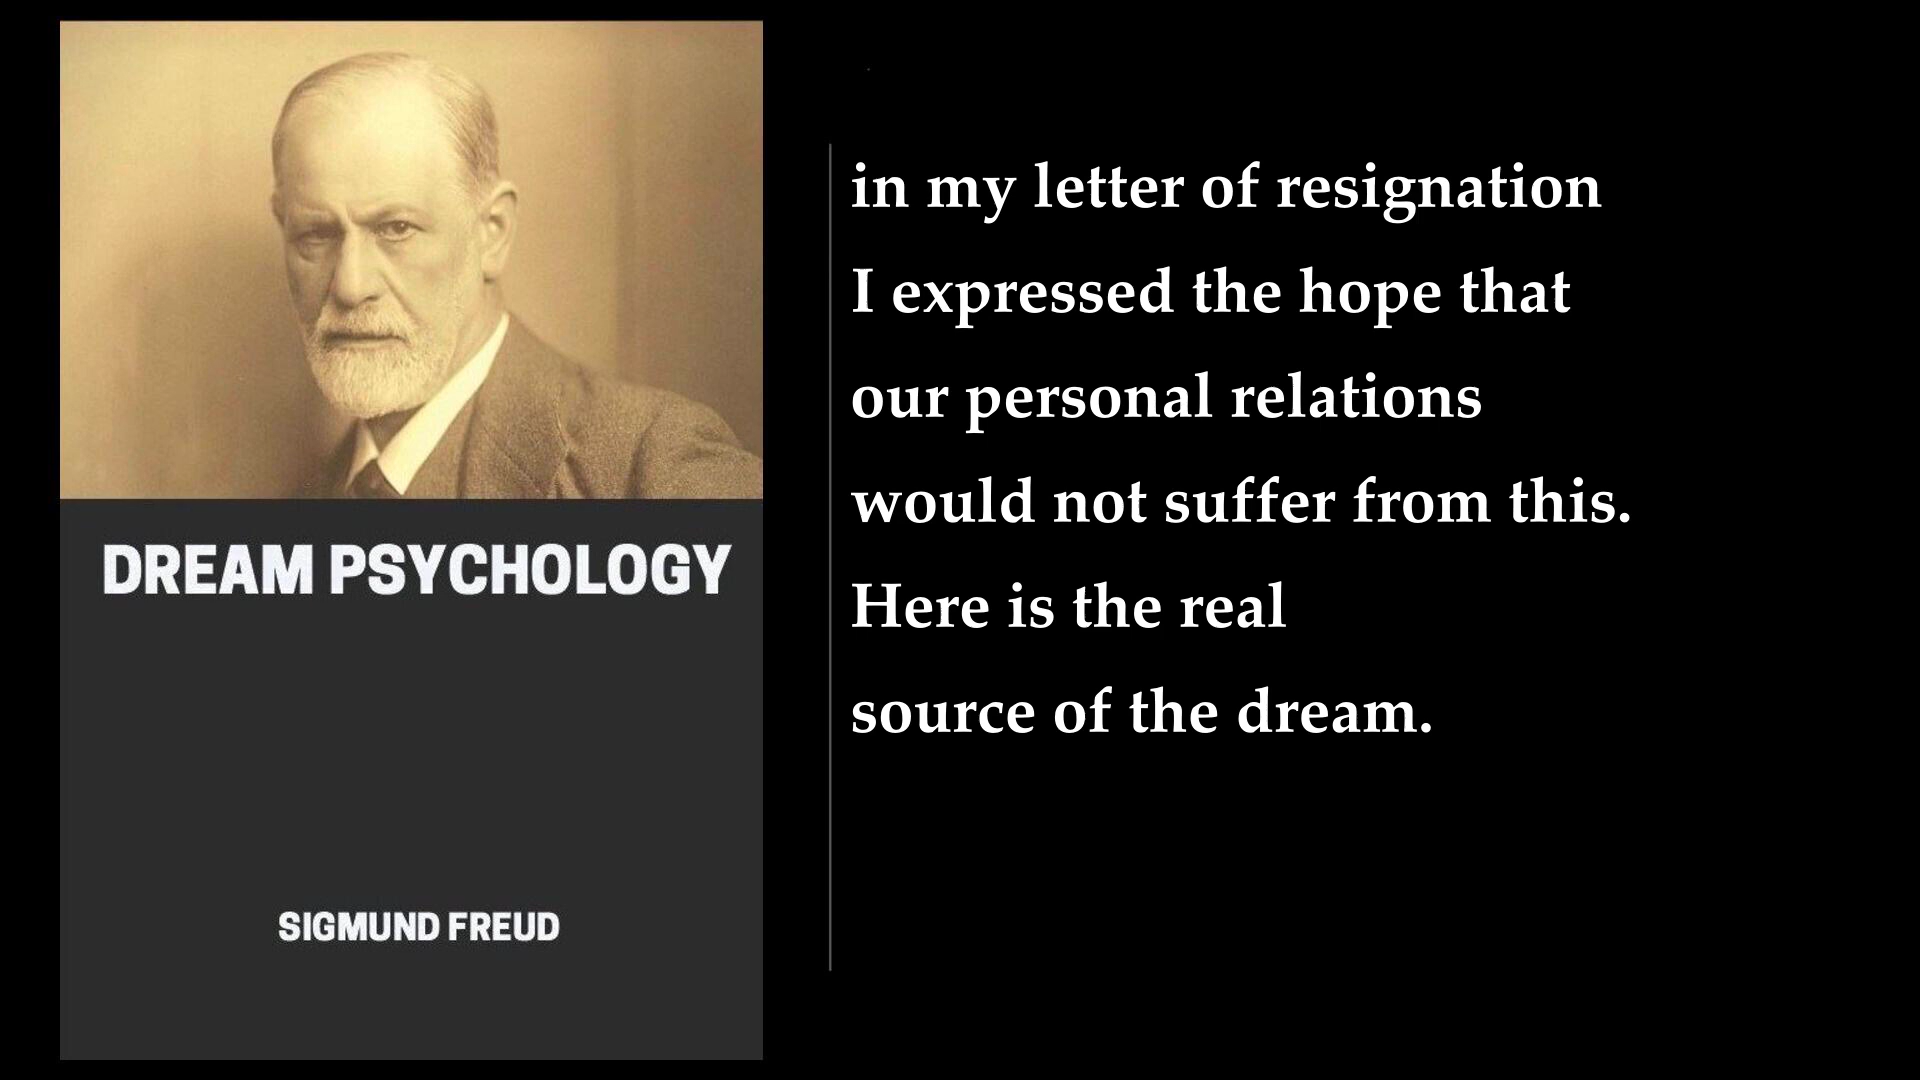 DREAM PSYCHOLOGY
SIGMUND FREUD
in my letter of resignation
I expressed the hope that
our personal relations
would not suffer from this.
Here is the real
source of the dream.